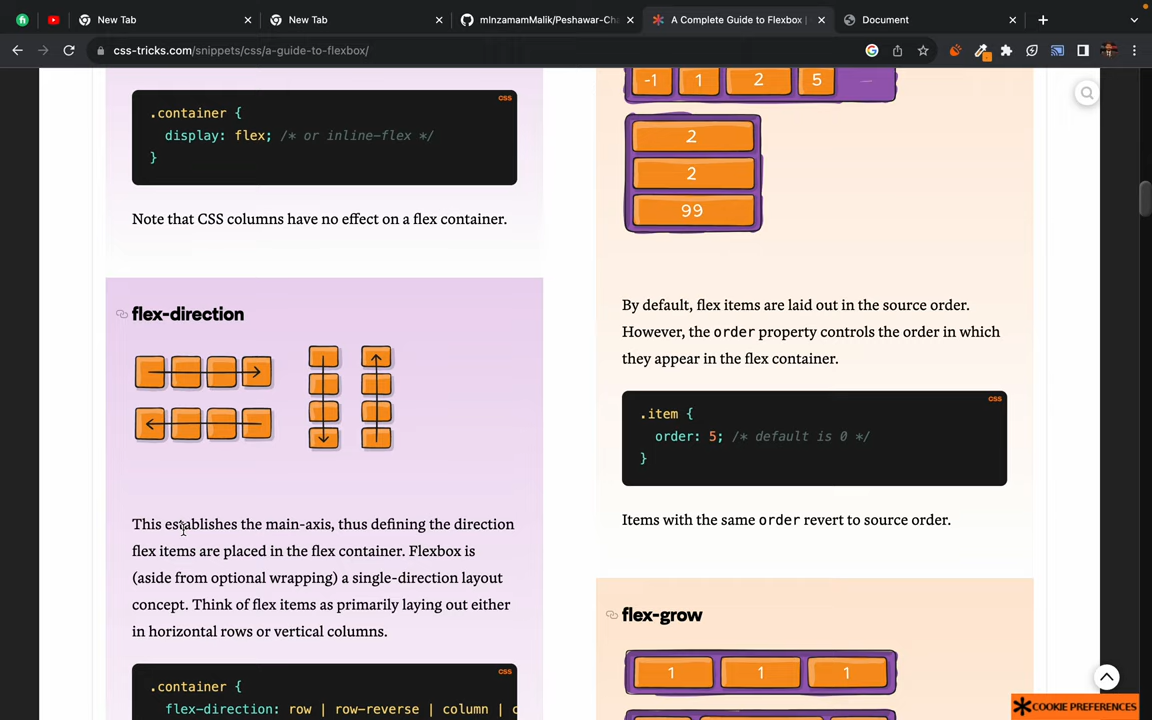 New Tab
New Tab
mInzamamMalik/Peshawar-Cha
A Complete Guide to Flexbox |
Document
css-tricks.com/snippets/css/a-guide-to-flexbox/
css
.container {
display: flex; /* or inline-flex */
}
Note that CSS columns have no effect on a flex container.
flex-direction
This establishes the main-axis, thus defining the direction
flex items are placed in the flex container. Flexbox is
(aside from optional wrapping) a single-direction layout
concept. Think of flex items as primarily laying out either
in horizontal rows or vertical columns.
css
.container {
flex-direction: row | row-reverse | column | c
-1 1 2 5
2
2
99
By default, flex items are laid out in the source order.
However, the order property controls the order in which
they appear in the flex container.
css
.item {
order: 5; /* default is 0 */
}
Items with the same order revert to source order.
flex-grow
1 1 1
COOKIE PREFERENCES